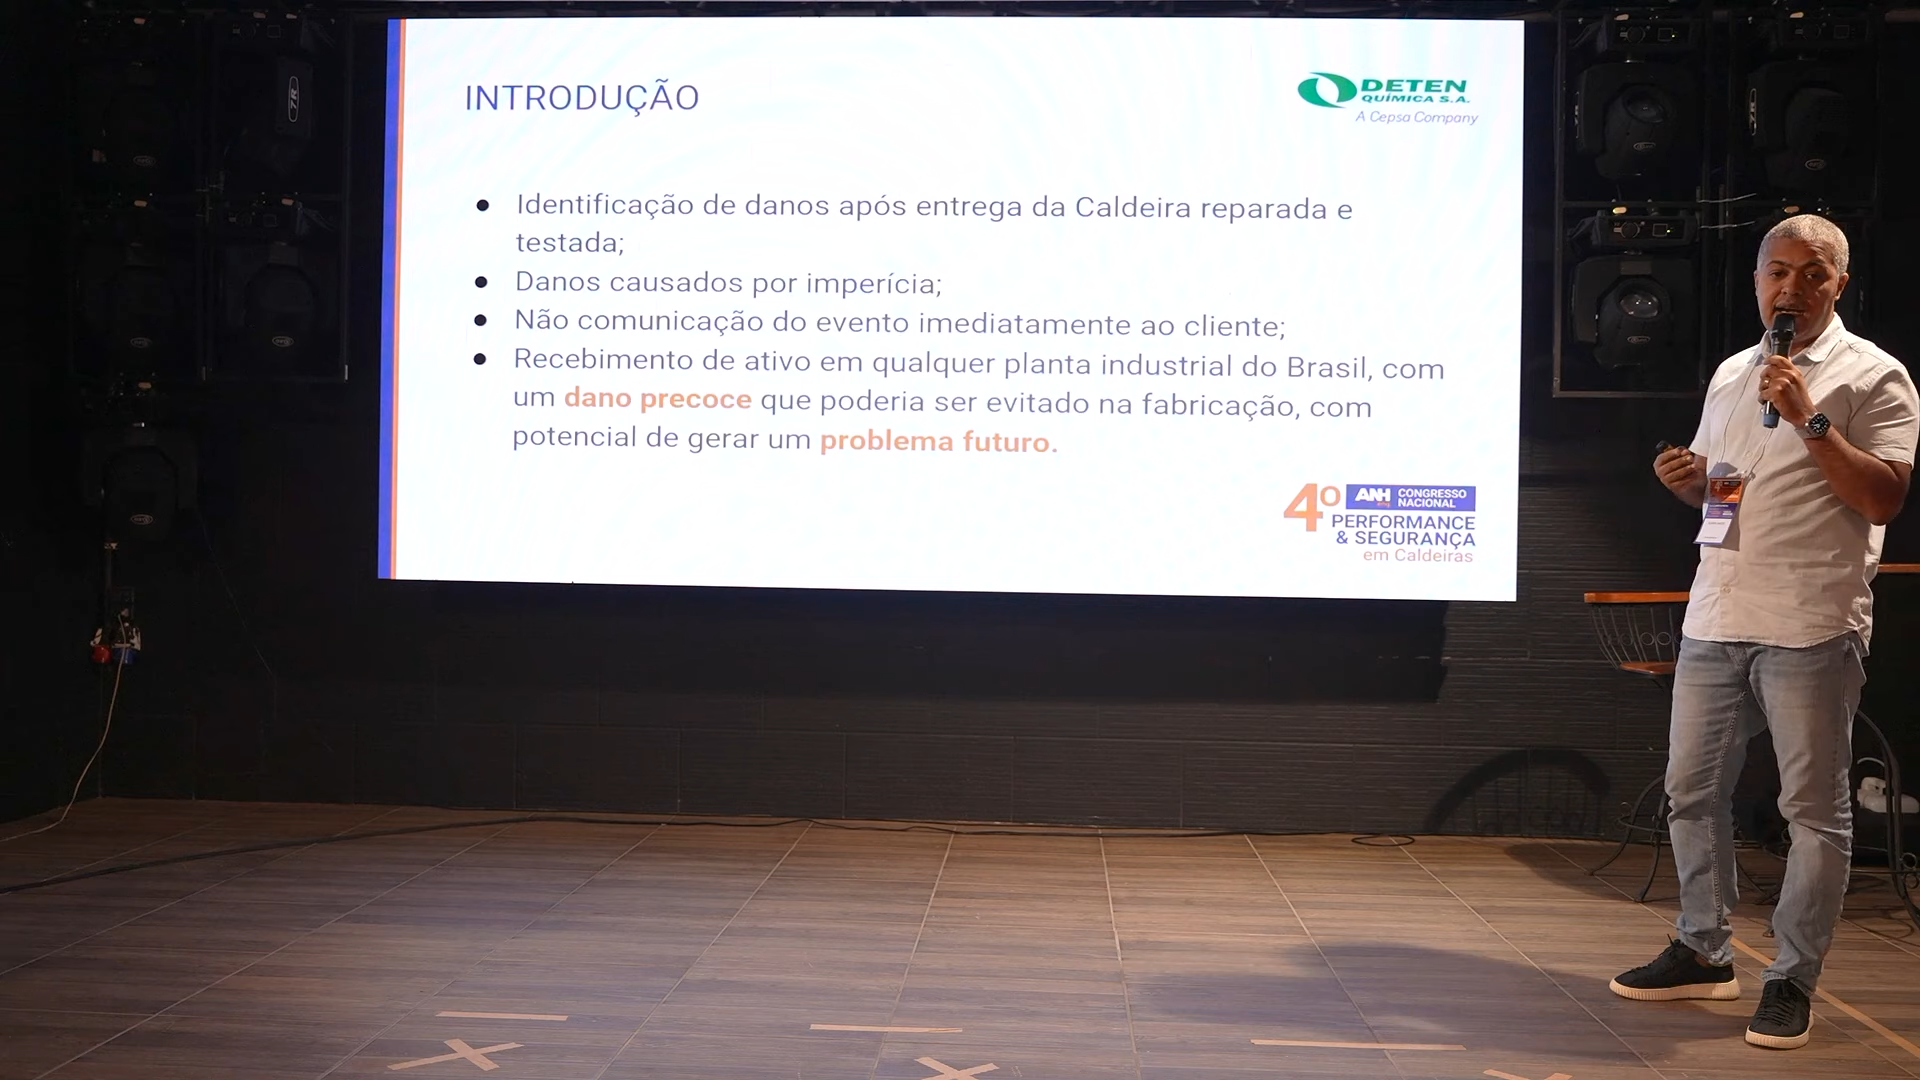 INTRODUÇÃO
DETEN
QUÍMICA S.A.
A Cepsa Company
● Identificação de danos após entrega da Caldeira reparada e
testada;
● Danos causados por imperícia;
● Não comunicação do evento imediatamente ao cliente;
● Recebimento de ativo em qualquer planta industrial do Brasil, com
um dano precoce que poderia ser evitado na fabricação, com
potencial de gerar um problema futuro.
4º ANH CONGRESSO
NACIONAL
PERFORMANCE
& SEGURANÇA
em Caldeiras
7R